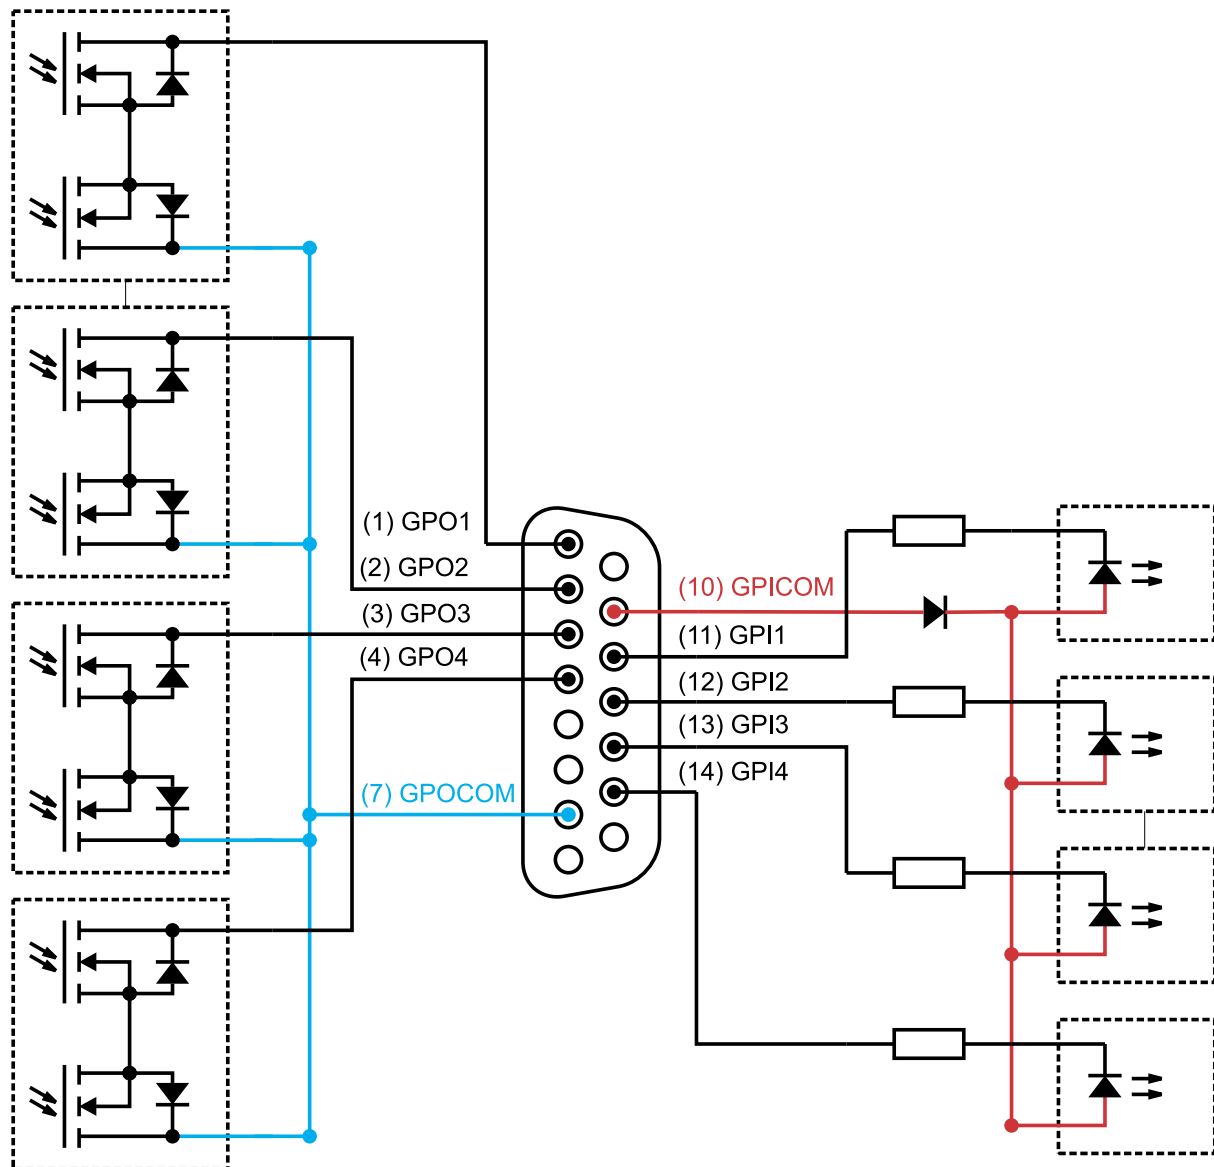 (1) GPO1
(2) GPO2
(3) GPO3
(4) GPO4
(7) GPOCOM
(10) GPICOM
(11) GPI1
(12) GPI2
(13) GPI3
(14) GPI4